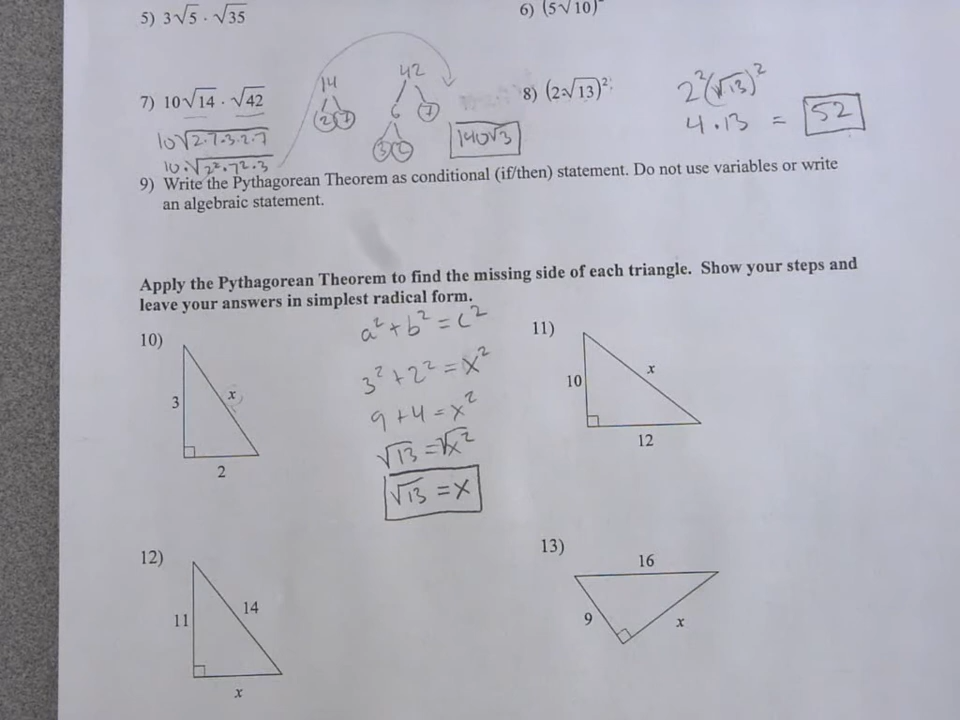 5) 3√5 · √35
6) (5√10)
7) 10√14 · √42
14
2 7
42
6 7
3 2
10√2·7·3·2·7
10·√2²·7²·3
140√3
8) (2√13)²
2²(√13)²
4·13 = 52
9) Write the Pythagorean Theorem as conditional (if/then) statement. Do not use variables or write
an algebraic statement.
Apply the Pythagorean Theorem to find the missing side of each triangle. Show your steps and
leave your answers in simplest radical form.
10)
3
x
2
a² + b² = c²
3² + 2² = x²
9 + 4 = x²
√13 = √x²
√13 = x
11)
10
x
12
12)
11
14
x
13)
16
9
x